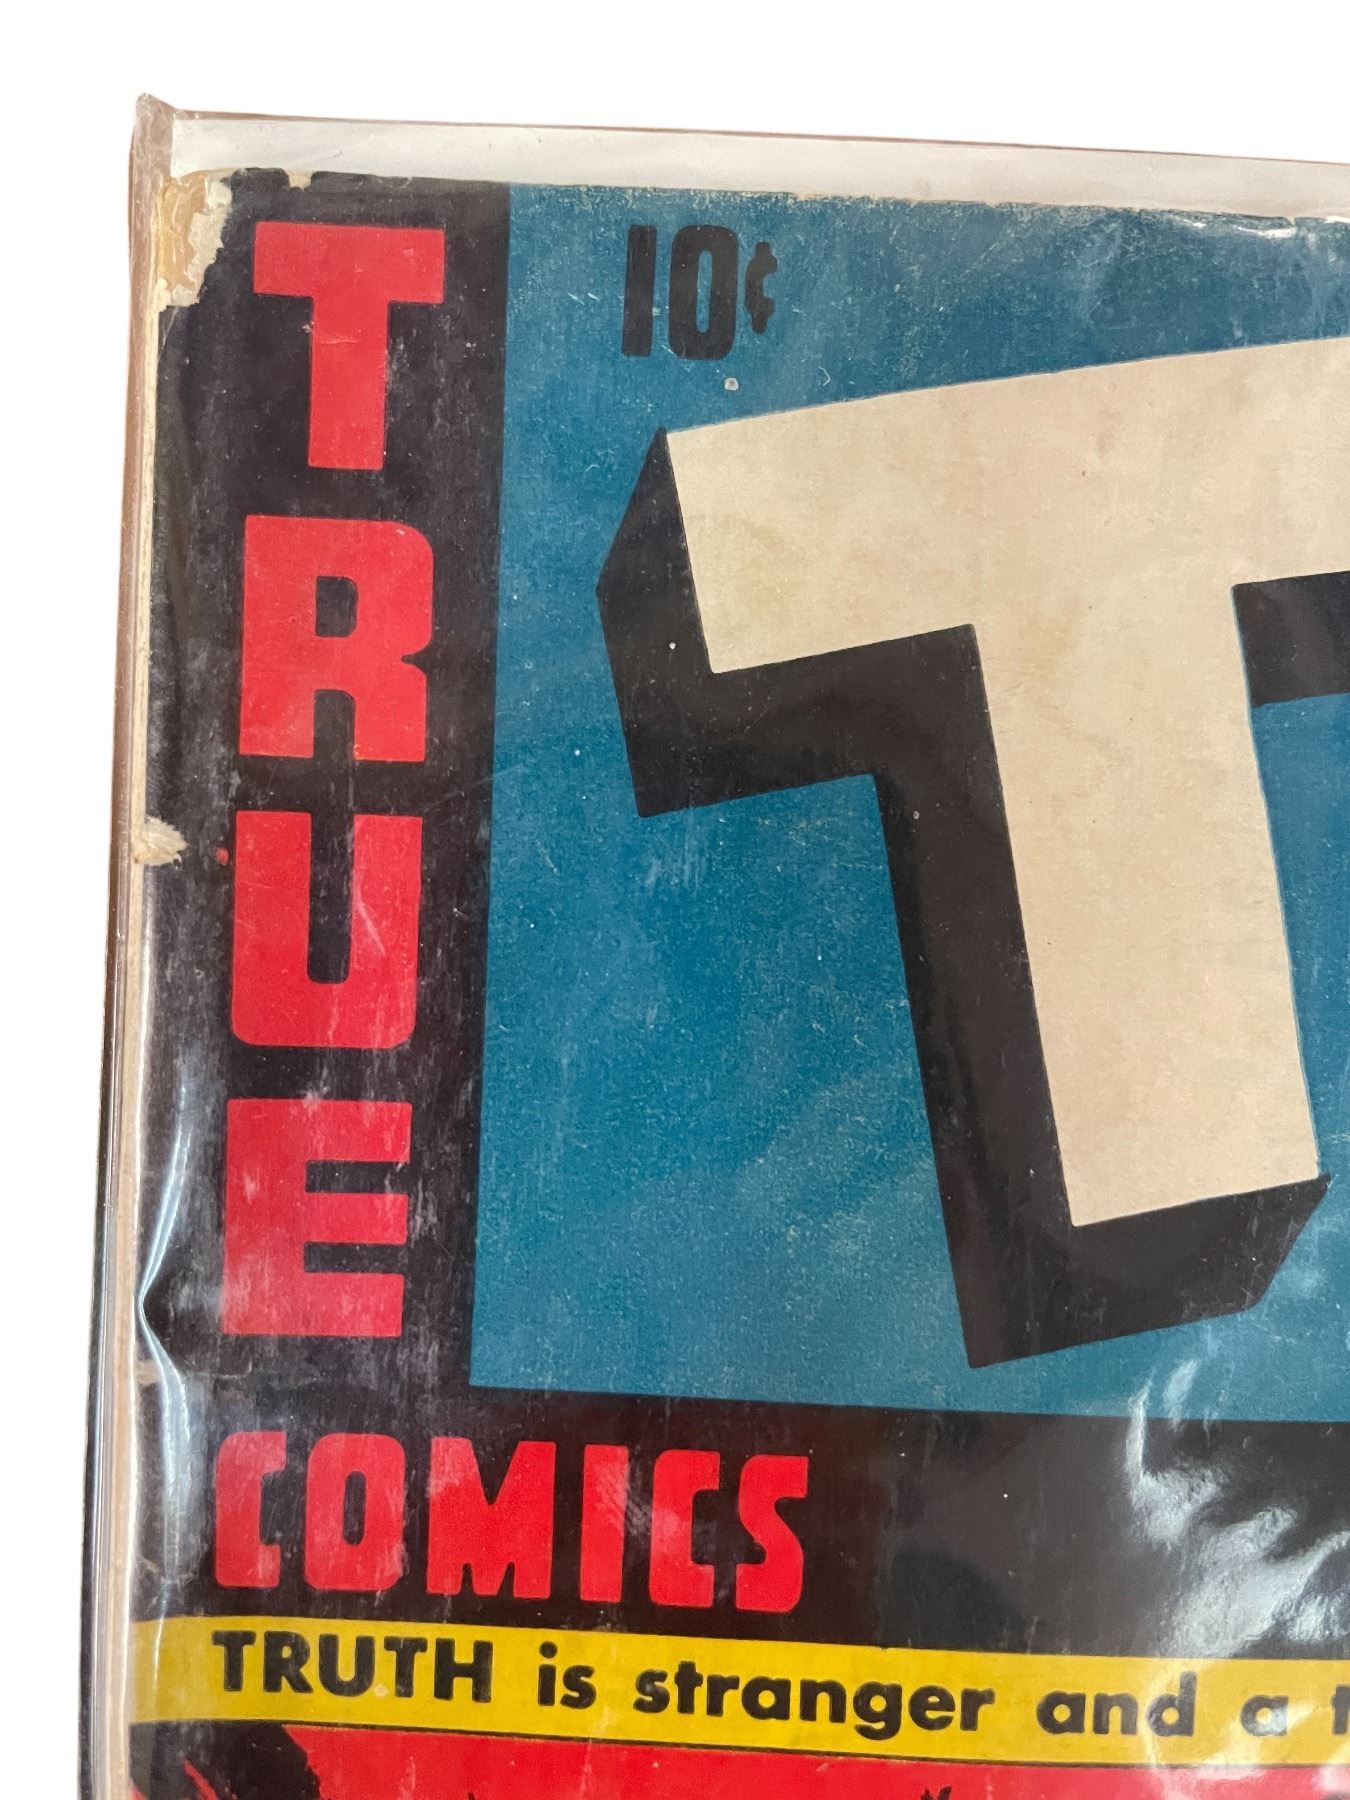 10¢
TRUE
T
COMICS
TRUTH is stranger and a